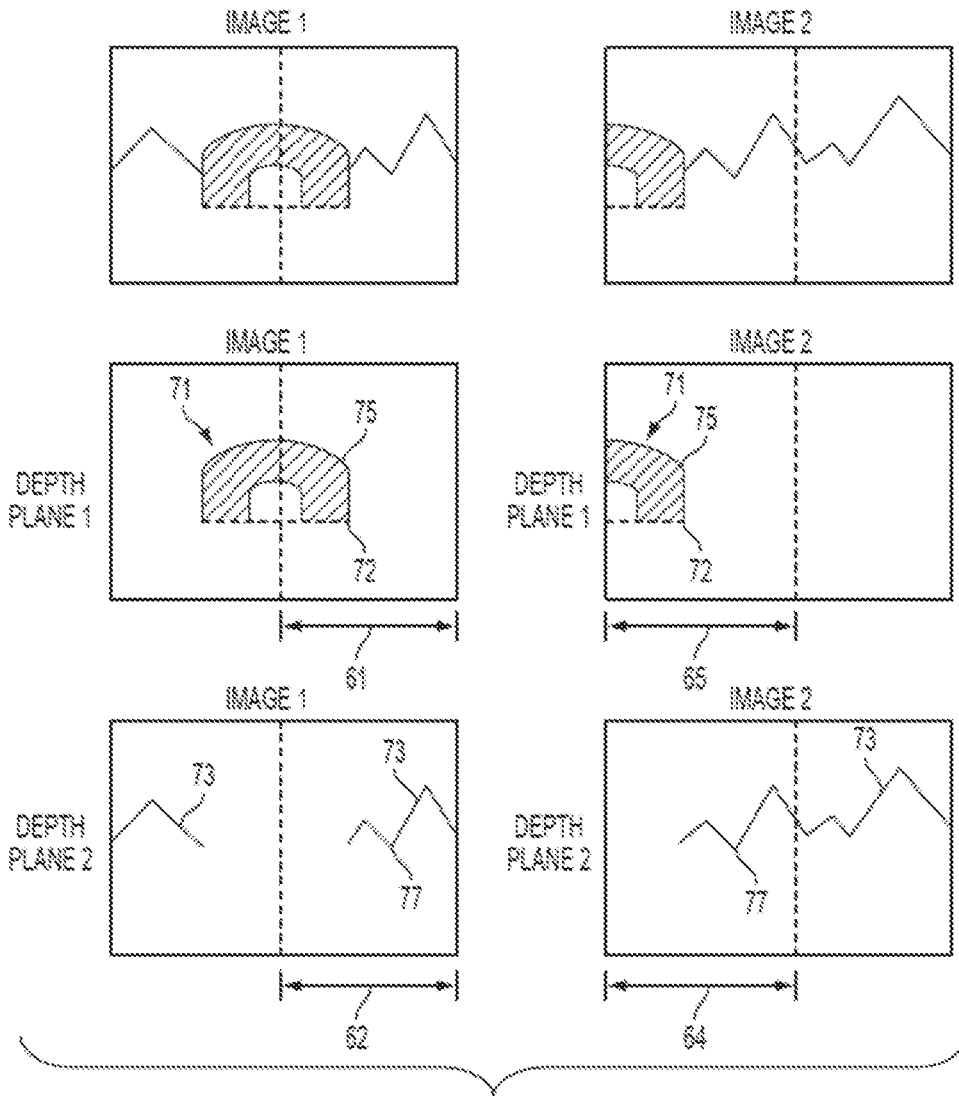 IMAGE 1
IMAGE 2
IMAGE 1
IMAGE 2
71
75
71
75
DEPTH
PLANE 1
DEPTH
PLANE 1
72
72
61
65
IMAGE 1
IMAGE 2
73
73
DEPTH
PLANE 2
DEPTH
PLANE 2
77
77
62
64